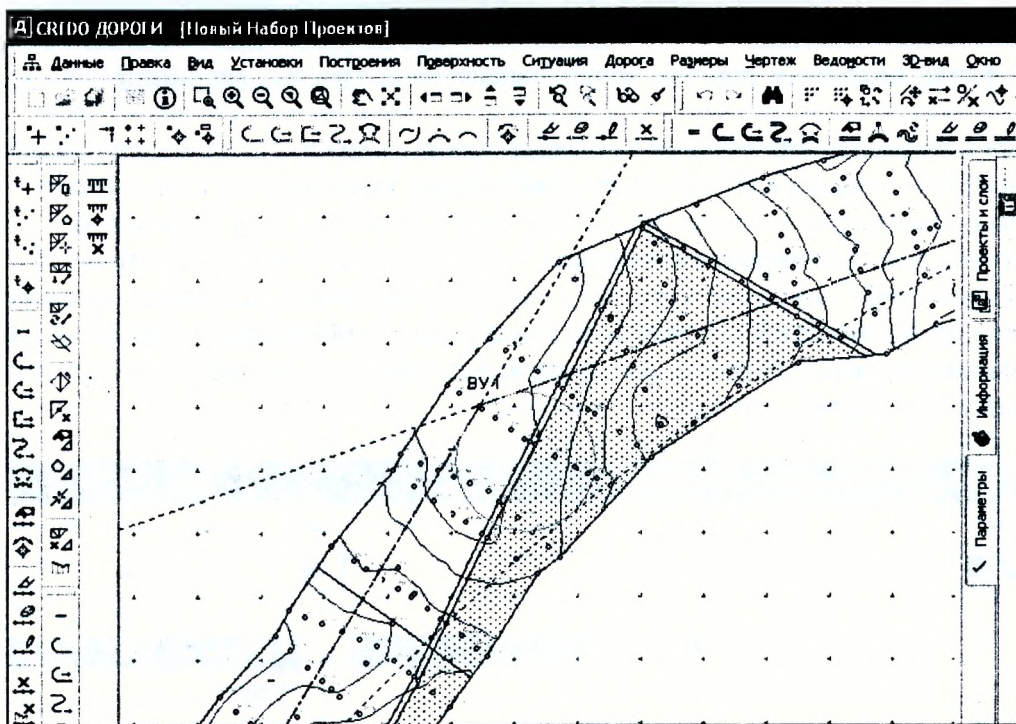 CREDO ДОРОГИ [Новый Набор Проектов]
Данные Правка Вид Установки Построения Поверхность Ситуация Дорога Размеры Чертеж Ведомости 3D-вид Окно
ВУ1
Проекты и слои
Информация
Параметры